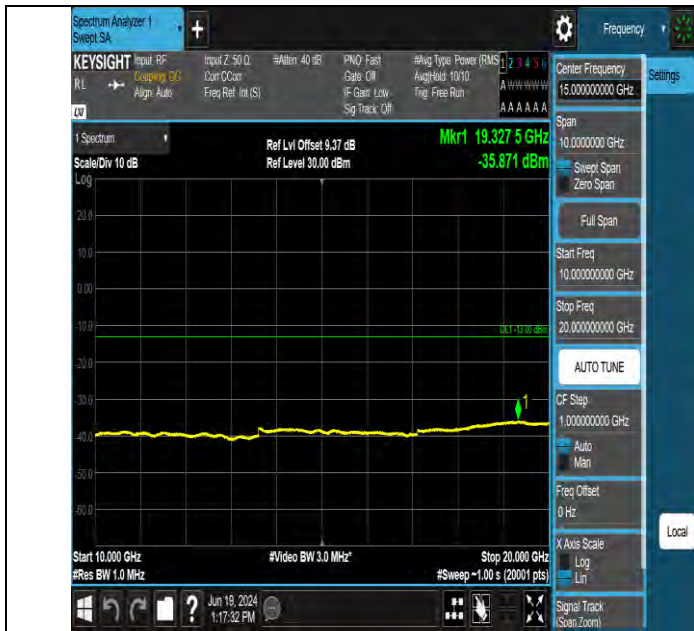 Spectrum Analyzer 1
Swept SA
+
Frequency
KEYSIGHT
RL
Input: RF
Coupling: DC
Align: Auto
Input Z: 50 Ω
Corr CCorr
Freq Ref: Int (S)
#Atten: 40 dB
PNO: Fast
Gate: Off
IF Gain: Low
Sig Track: Off
#Avg Type: Power (RMS
Avg|Hold: 10/10
Trig: Free Run
1 2 3 4 5 6
A W W W W W
A A A A A A
LXI
1 Spectrum
Scale/Div 10 dB
Ref Lvl Offset 9.37 dB
Ref Level 30.00 dBm
Mkr1 19.327 5 GHz
-35.871 dBm
Log
20.0
10.0
0.00
-10.0
DL1 -13.00 dBm
-20.0
-30.0
1
-40.0
-50.0
-60.0
Start 10.000 GHz
#Video BW 3.0 MHz*
Stop 20.000 GHz
#Res BW 1.0 MHz
#Sweep ~1.00 s (20001 pts)
?
Jun 19, 2024
1:17:32 PM
Center Frequency
15.000000000 GHz
Settings
Span
10.0000000 GHz
Swept Span
Zero Span
Full Span
Start Freq
10.000000000 GHz
Stop Freq
20.000000000 GHz
AUTO TUNE
CF Step
1.000000000 GHz
Auto
Man
Freq Offset
0 Hz
X Axis Scale
Log
Lin
Local
Signal Track
(Span Zoom)